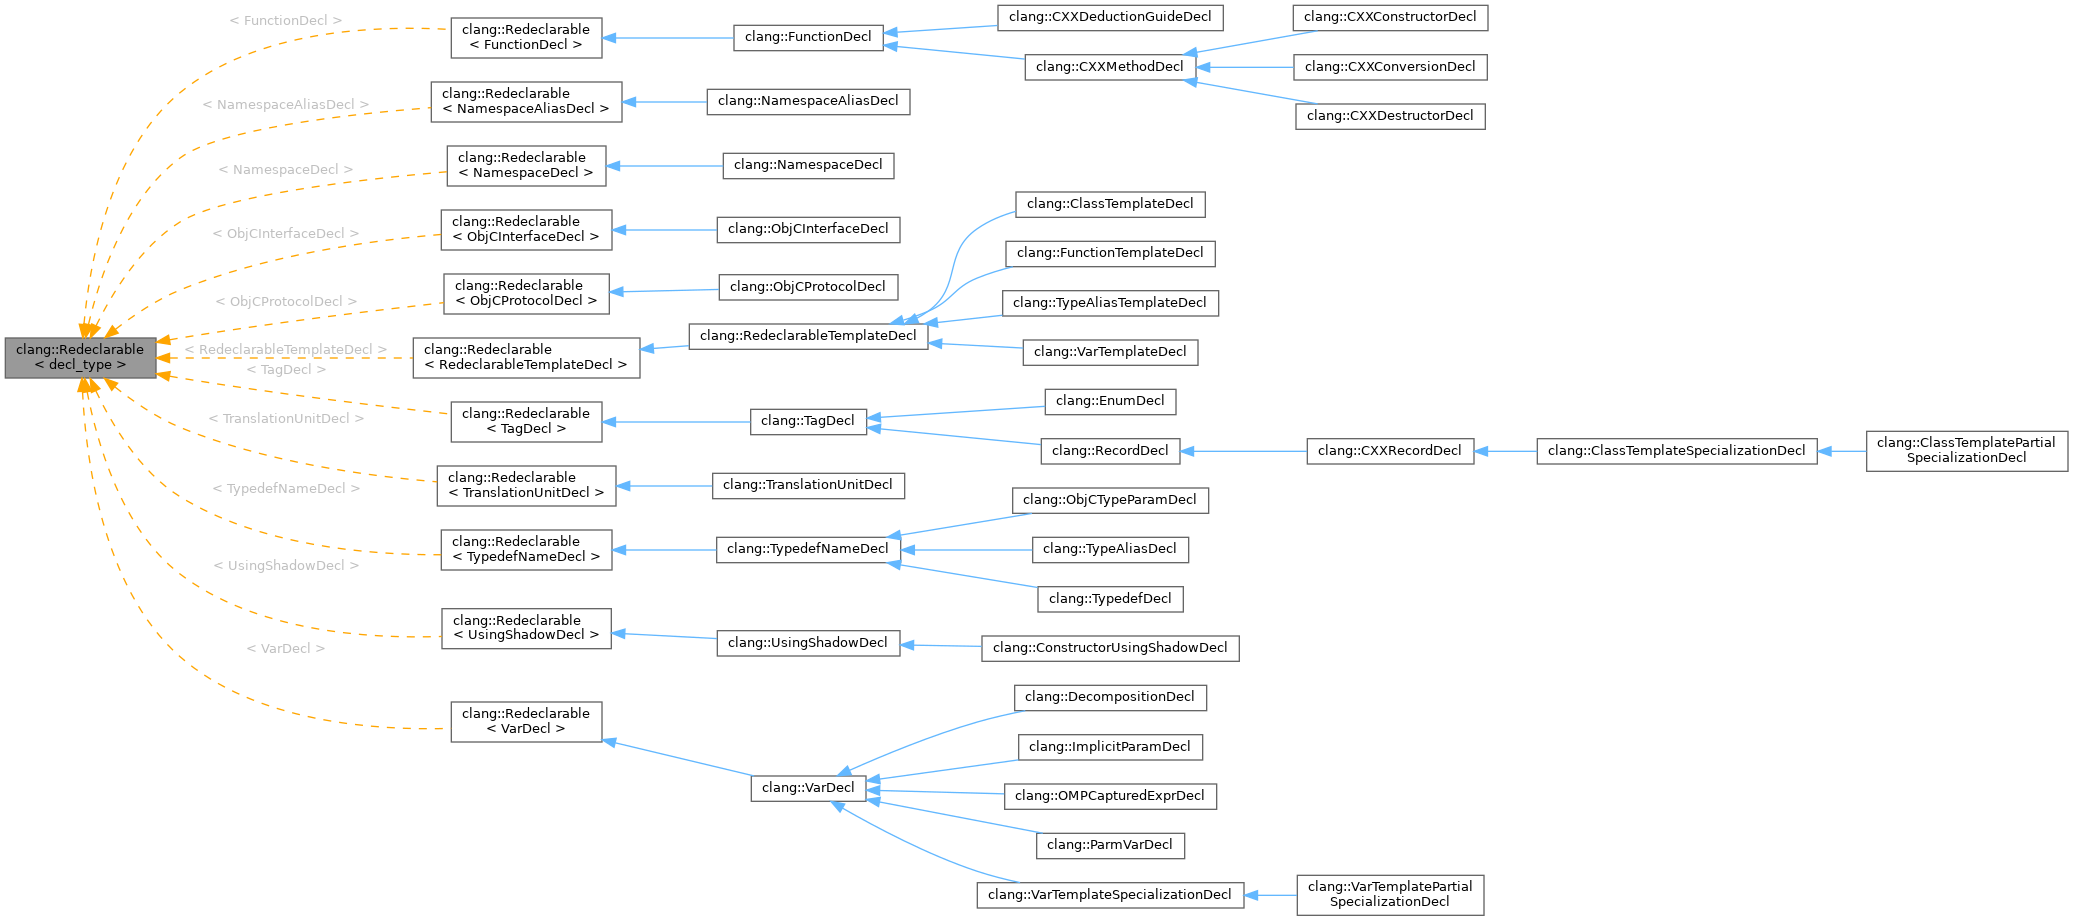 < FunctionDecl >
clang::Redeclarable
< FunctionDecl >
clang::FunctionDecl
clang::CXXDeductionGuideDecl
clang::CXXMethodDecl
clang::CXXConstructorDecl
clang::CXXConversionDecl
clang::CXXDestructorDecl
< NamespaceAliasDecl >
clang::Redeclarable
< NamespaceAliasDecl >
clang::NamespaceAliasDecl
< NamespaceDecl >
clang::Redeclarable
< NamespaceDecl >
clang::NamespaceDecl
< ObjCInterfaceDecl >
clang::Redeclarable
< ObjCInterfaceDecl >
clang::ObjCInterfaceDecl
< ObjCProtocolDecl >
clang::Redeclarable
< ObjCProtocolDecl >
clang::ObjCProtocolDecl
clang::Redeclarable
< decl_type >
< RedeclarableTemplateDecl >
clang::Redeclarable
< RedeclarableTemplateDecl >
clang::RedeclarableTemplateDecl
clang::ClassTemplateDecl
clang::FunctionTemplateDecl
clang::TypeAliasTemplateDecl
clang::VarTemplateDecl
< TagDecl >
clang::Redeclarable
< TagDecl >
clang::TagDecl
clang::EnumDecl
clang::RecordDecl
clang::CXXRecordDecl
clang::ClassTemplateSpecializationDecl
clang::ClassTemplatePartial
SpecializationDecl
< TranslationUnitDecl >
clang::Redeclarable
< TranslationUnitDecl >
clang::TranslationUnitDecl
< TypedefNameDecl >
clang::Redeclarable
< TypedefNameDecl >
clang::TypedefNameDecl
clang::ObjCTypeParamDecl
clang::TypeAliasDecl
clang::TypedefDecl
< UsingShadowDecl >
clang::Redeclarable
< UsingShadowDecl >
clang::UsingShadowDecl
clang::ConstructorUsingShadowDecl
< VarDecl >
clang::Redeclarable
< VarDecl >
clang::VarDecl
clang::DecompositionDecl
clang::ImplicitParamDecl
clang::OMPCapturedExprDecl
clang::ParmVarDecl
clang::VarTemplateSpecializationDecl
clang::VarTemplatePartial
SpecializationDecl